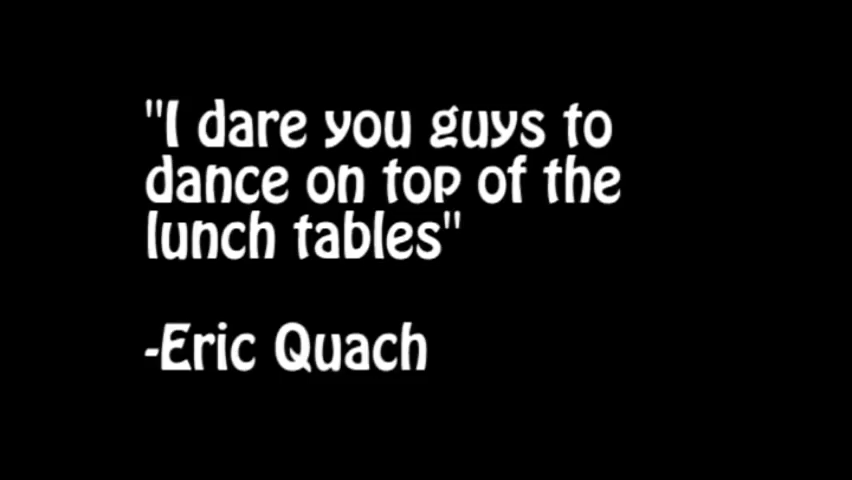 "I dare you guys to
dance on top of the
lunch tables"
-Eric Quach